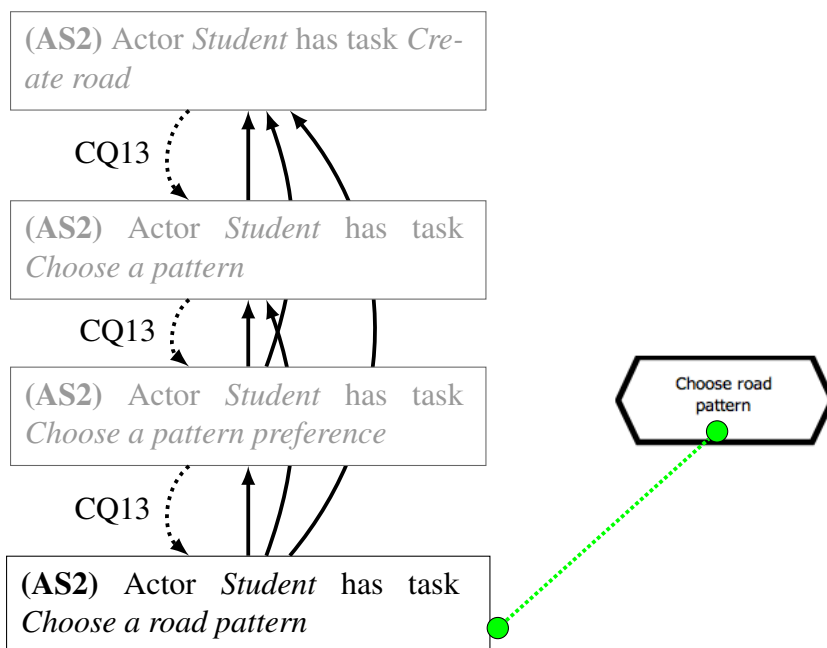 (AS2) Actor Student has task Cre-
ate road
CQ13
(AS2) Actor Student has task
Choose a pattern
CQ13
(AS2) Actor Student has task
Choose a pattern preference
Choose road
pattern
CQ13
(AS2) Actor Student has task
Choose a road pattern